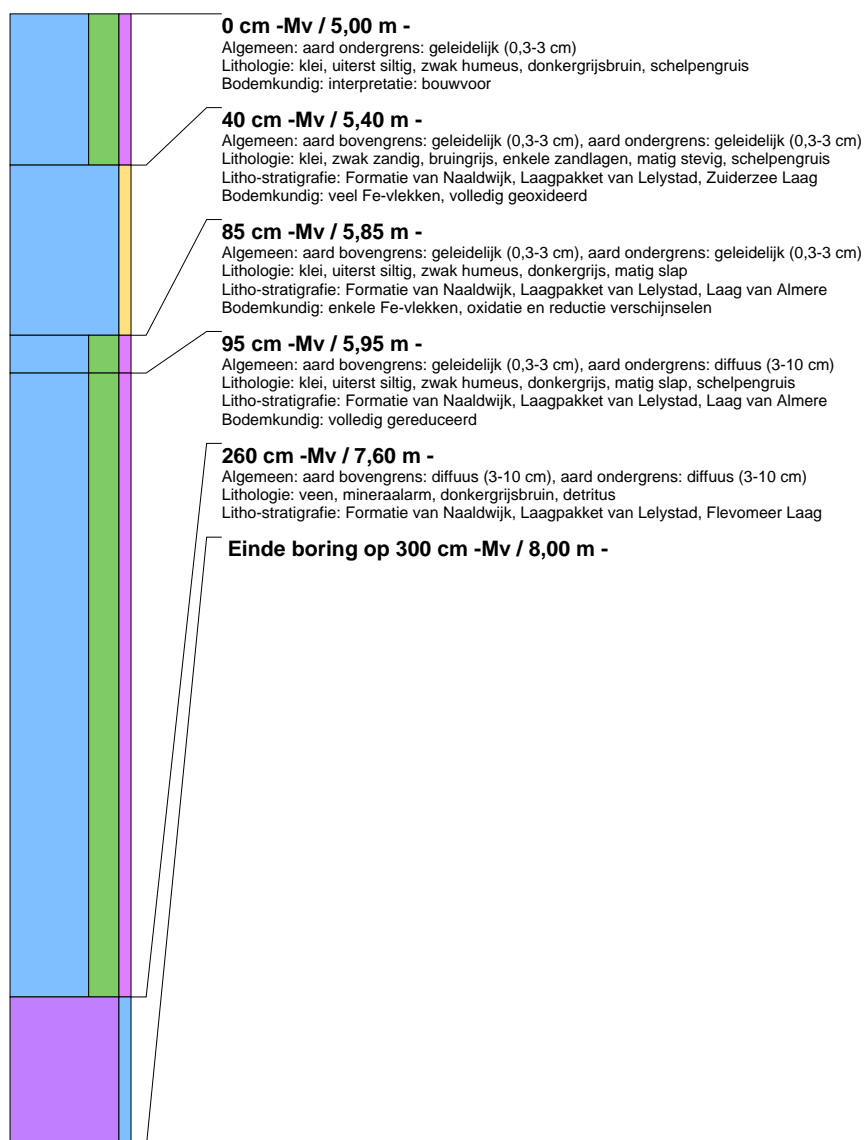 0 cm -Mv / 5,00 m -
Algemeen: aard ondergrens: geleidelijk (0,3-3 cm)
Lithologie: klei, uiterst siltig, zwak humeus, donkergrijsbruin, schelpengruis
Bodemkundig: interpretatie: bouwvoor
40 cm -Mv / 5,40 m -
Algemeen: aard bovengrens: geleidelijk (0,3-3 cm), aard ondergrens: geleidelijk (0,3-3 cm)
Lithologie: klei, zwak zandig, bruingrijs, enkele zandlagen, matig stevig, schelpengruis
Litho-stratigrafie: Formatie van Naaldwijk, Laagpakket van Lelystad, Zuiderzee Laag
Bodemkundig: veel Fe-vlekken, volledig geoxideerd
85 cm -Mv / 5,85 m -
Algemeen: aard bovengrens: geleidelijk (0,3-3 cm), aard ondergrens: geleidelijk (0,3-3 cm)
Lithologie: klei, uiterst siltig, zwak humeus, donkergrijs, matig slap
Litho-stratigrafie: Formatie van Naaldwijk, Laagpakket van Lelystad, Laag van Almere
Bodemkundig: enkele Fe-vlekken, oxidatie en reductie verschijnselen
95 cm -Mv / 5,95 m -
Algemeen: aard bovengrens: geleidelijk (0,3-3 cm), aard ondergrens: diffuus (3-10 cm)
Lithologie: klei, uiterst siltig, zwak humeus, donkergrijs, matig slap, schelpengruis
Litho-stratigrafie: Formatie van Naaldwijk, Laagpakket van Lelystad, Laag van Almere
Bodemkundig: volledig gereduceerd
260 cm -Mv / 7,60 m -
Algemeen: aard bovengrens: diffuus (3-10 cm), aard ondergrens: diffuus (3-10 cm)
Lithologie: veen, mineraalarm, donkergrijsbruin, detritus
Litho-stratigrafie: Formatie van Naaldwijk, Laagpakket van Lelystad, Flevomeer Laag
Einde boring op 300 cm -Mv / 8,00 m -